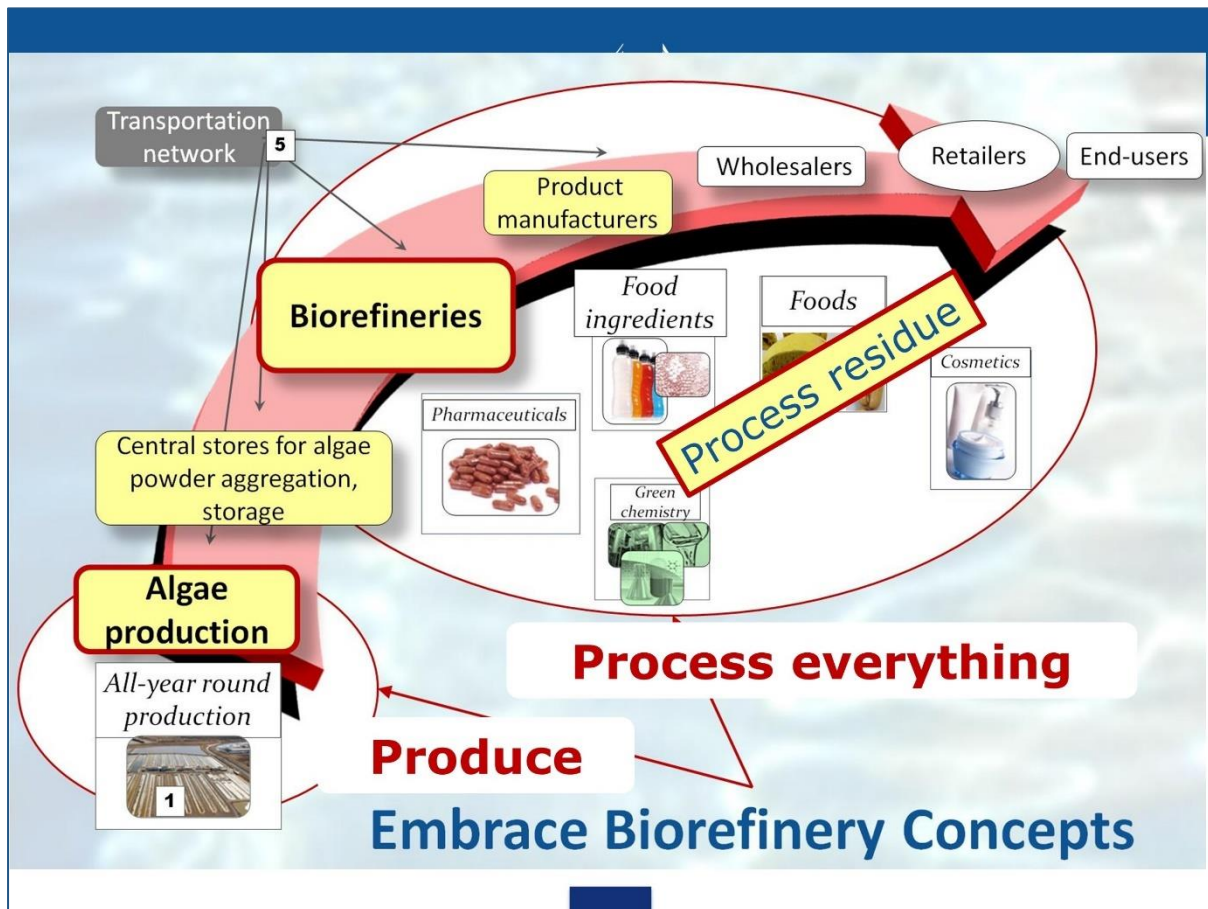 Transportation
network
5
Wholesalers
Retailers
End-users
Product
manufacturers
Biorefineries
Food
ingredients
Foods
Process residue
Cosmetics
Pharmaceuticals
Central stores for algae
powder aggregation,
storage
Green
chemistry
Algae
production
Process everything
All-year round
production
Produce
1
Embrace Biorefinery Concepts